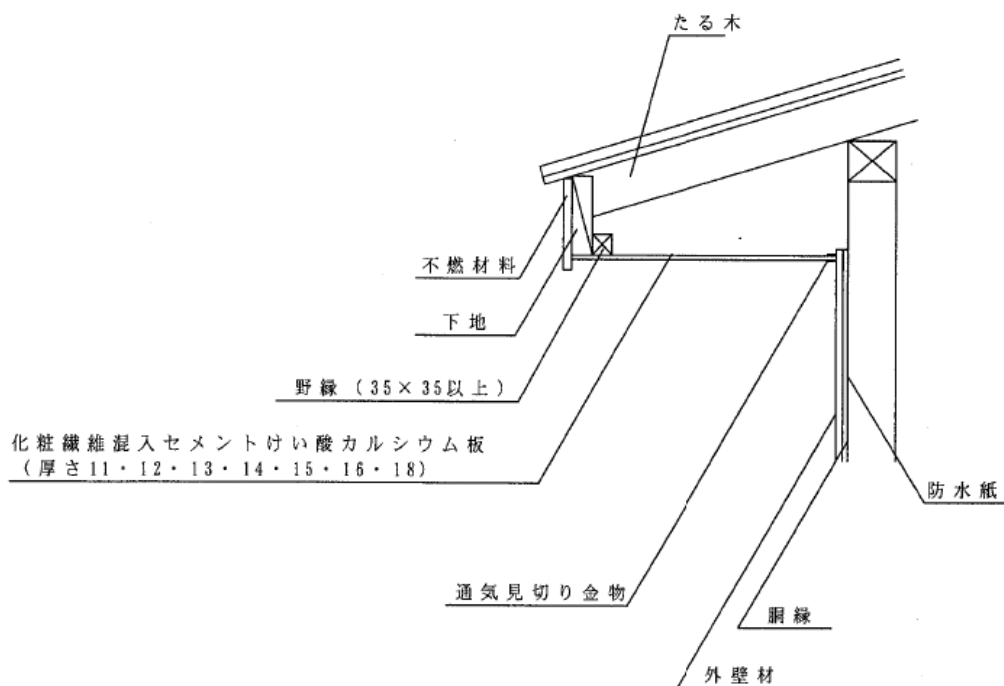 たる木
不燃材料
下地
野縁（35×35以上）
化粧繊維混入セメントけい酸カルシウム板
（厚さ11・12・13・14・15・16・18）
防水紙
通気見切り金物
胴縁
外壁材